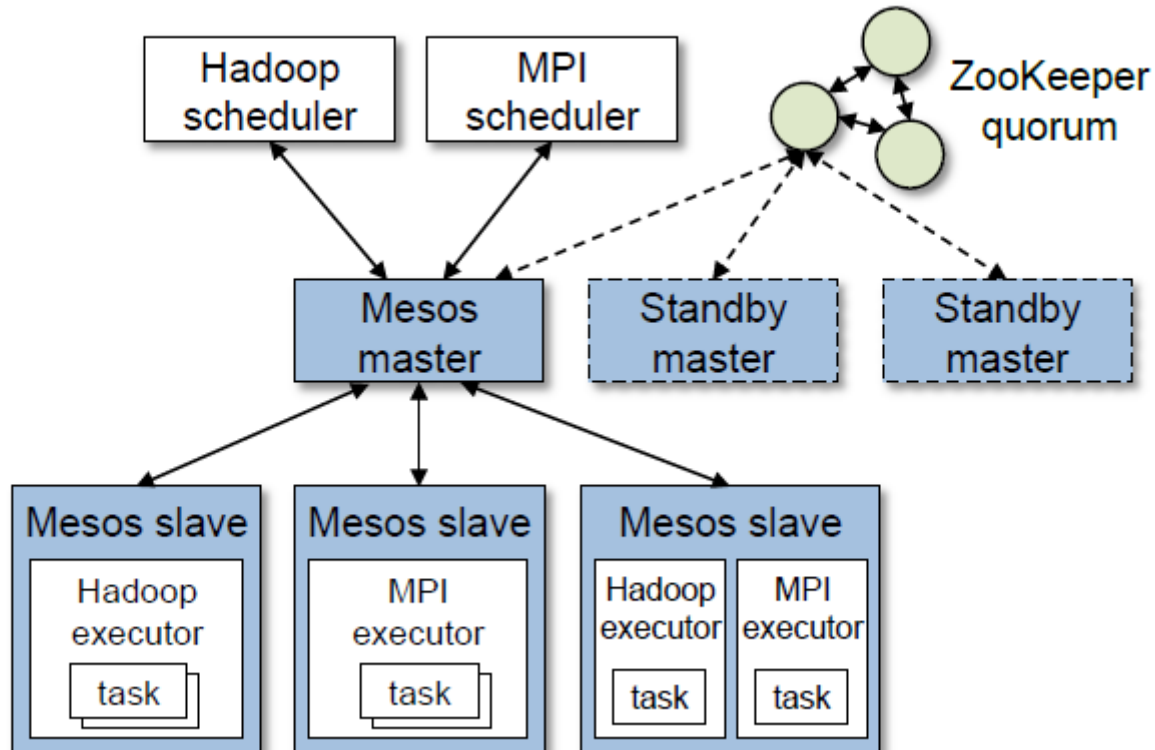 Hadoop
scheduler
MPI
scheduler
ZooKeeper
quorum
Mesos
master
Standby
master
Standby
master
Mesos slave
Hadoop
executor
task
Mesos slave
MPI
executor
task
Mesos slave
Hadoop
executor
task
MPI
executor
task